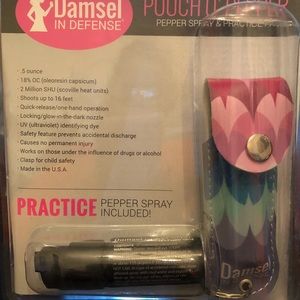 Damsel
IN DEFENSE
PEPPER SPRAY & PRACTICE
.5 ounce
18% OC (oleoresin capsicum)
2 Million SHU (scoville heat units)
Shoots up to 16 feet
Quick-release/one-hand operation
Locking/glow-in-the-dark nozzle
UV (ultraviolet) identifying dye
Safety feature prevents accidental discharge
Causes no permanent injury
Works on those under the influence of drugs or alcohol
Clasp for child safety
Made in the U.S.A.
PRACTICE PEPPER SPRAY
INCLUDED!
Damsel